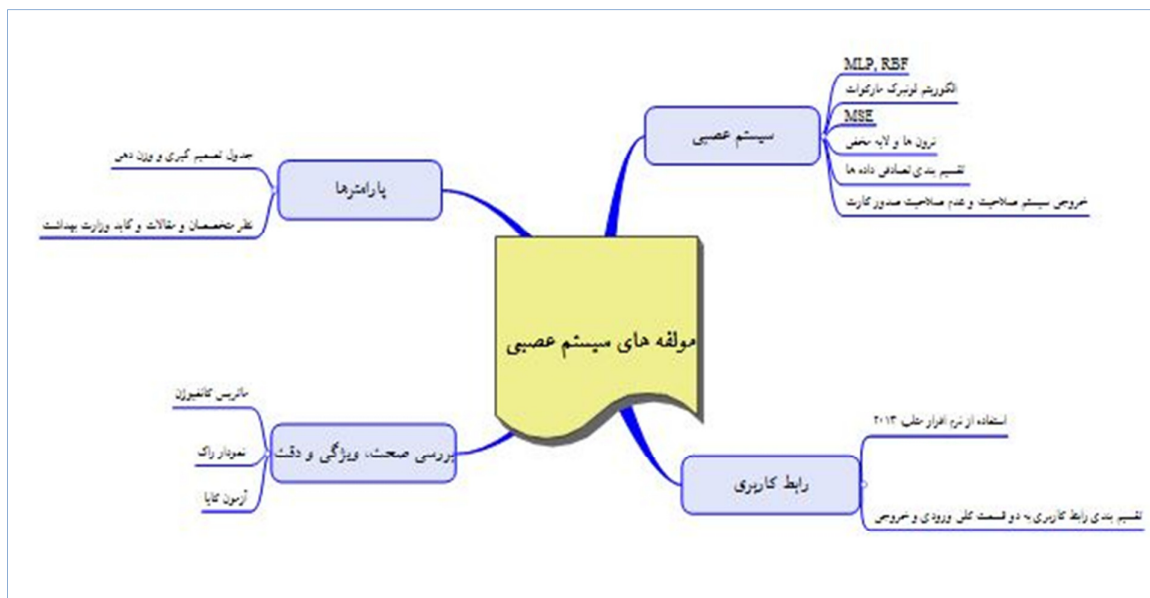 مولفه های سیستم عصبی
سیستم عصبی
MLP, RBF
الگوریتم لونبرگ مارکوات
MSE
نرون ها و لایه مخفی
تقسیم بندی تصادفی داده ها
خروجی سیستم صلاحیت و عدم صلاحیت صدور کارت
رابط کاربری
استفاده از نرم افزار متلب ۲۰۱۳
تقسیم بندی رابط کاربری به دو قسمت کلی ورودی و خروجی
پارامترها
جدول تصمیم گیری و وزن دهی
نظر متخصصان و مقالات و گاید وزارت بهداشت
بررسی صحت، ویژگی و دقت
ماتریس کانفیوژن
نمودار راک
آزمون کاپا